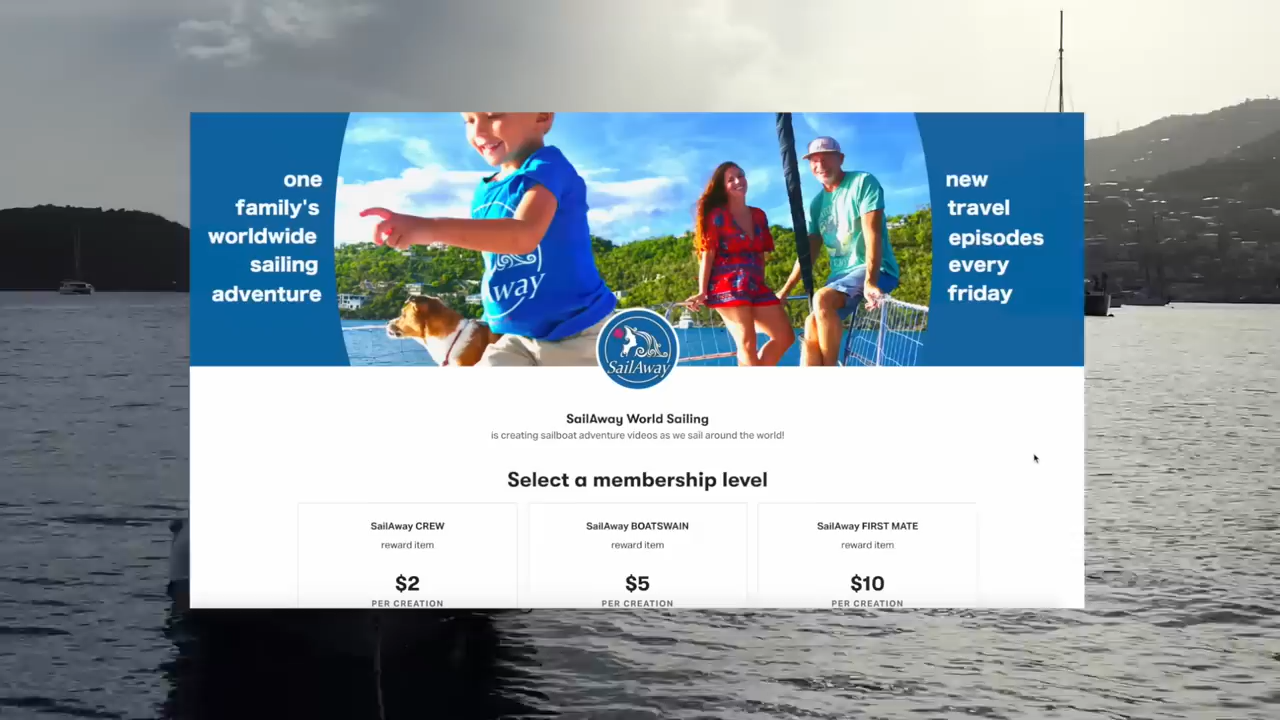 one
family's
worldwide
sailing
adventure
new
travel
episodes
every
friday
way
SailAway
SailAway World Sailing
is creating sailboat adventure videos as we sail around the world!
Select a membership level
SailAway CREW
reward item
$2
PER CREATION
SailAway BOATSWAIN
reward item
$5
PER CREATION
SailAway FIRST MATE
reward item
$10
PER CREATION